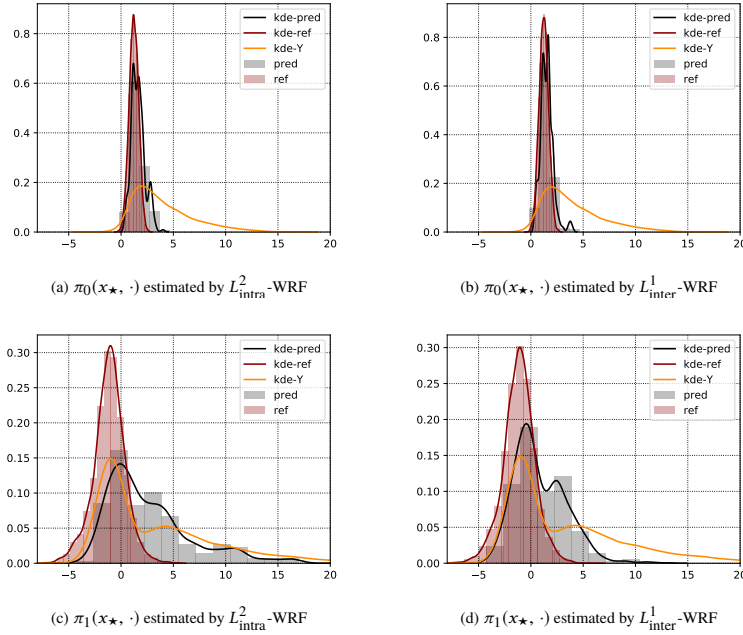 0.8
0.6
0.4
0.2
0.0
−5 0 5 10 15 20
kde-pred
kde-ref
kde-Y
pred
ref
(a) π0(x★, ·) estimated by L²intra-WRF
0.8
0.6
0.4
0.2
0.0
−5 0 5 10 15 20
kde-pred
kde-ref
kde-Y
pred
ref
(b) π0(x★, ·) estimated by L¹inter-WRF
0.30
0.25
0.20
0.15
0.10
0.05
0.00
−5 0 5 10 15 20
kde-pred
kde-ref
kde-Y
pred
ref
(c) π1(x★, ·) estimated by L²intra-WRF
0.30
0.25
0.20
0.15
0.10
0.05
0.00
−5 0 5 10 15 20
kde-pred
kde-ref
kde-Y
pred
ref
(d) π1(x★, ·) estimated by L¹inter-WRF